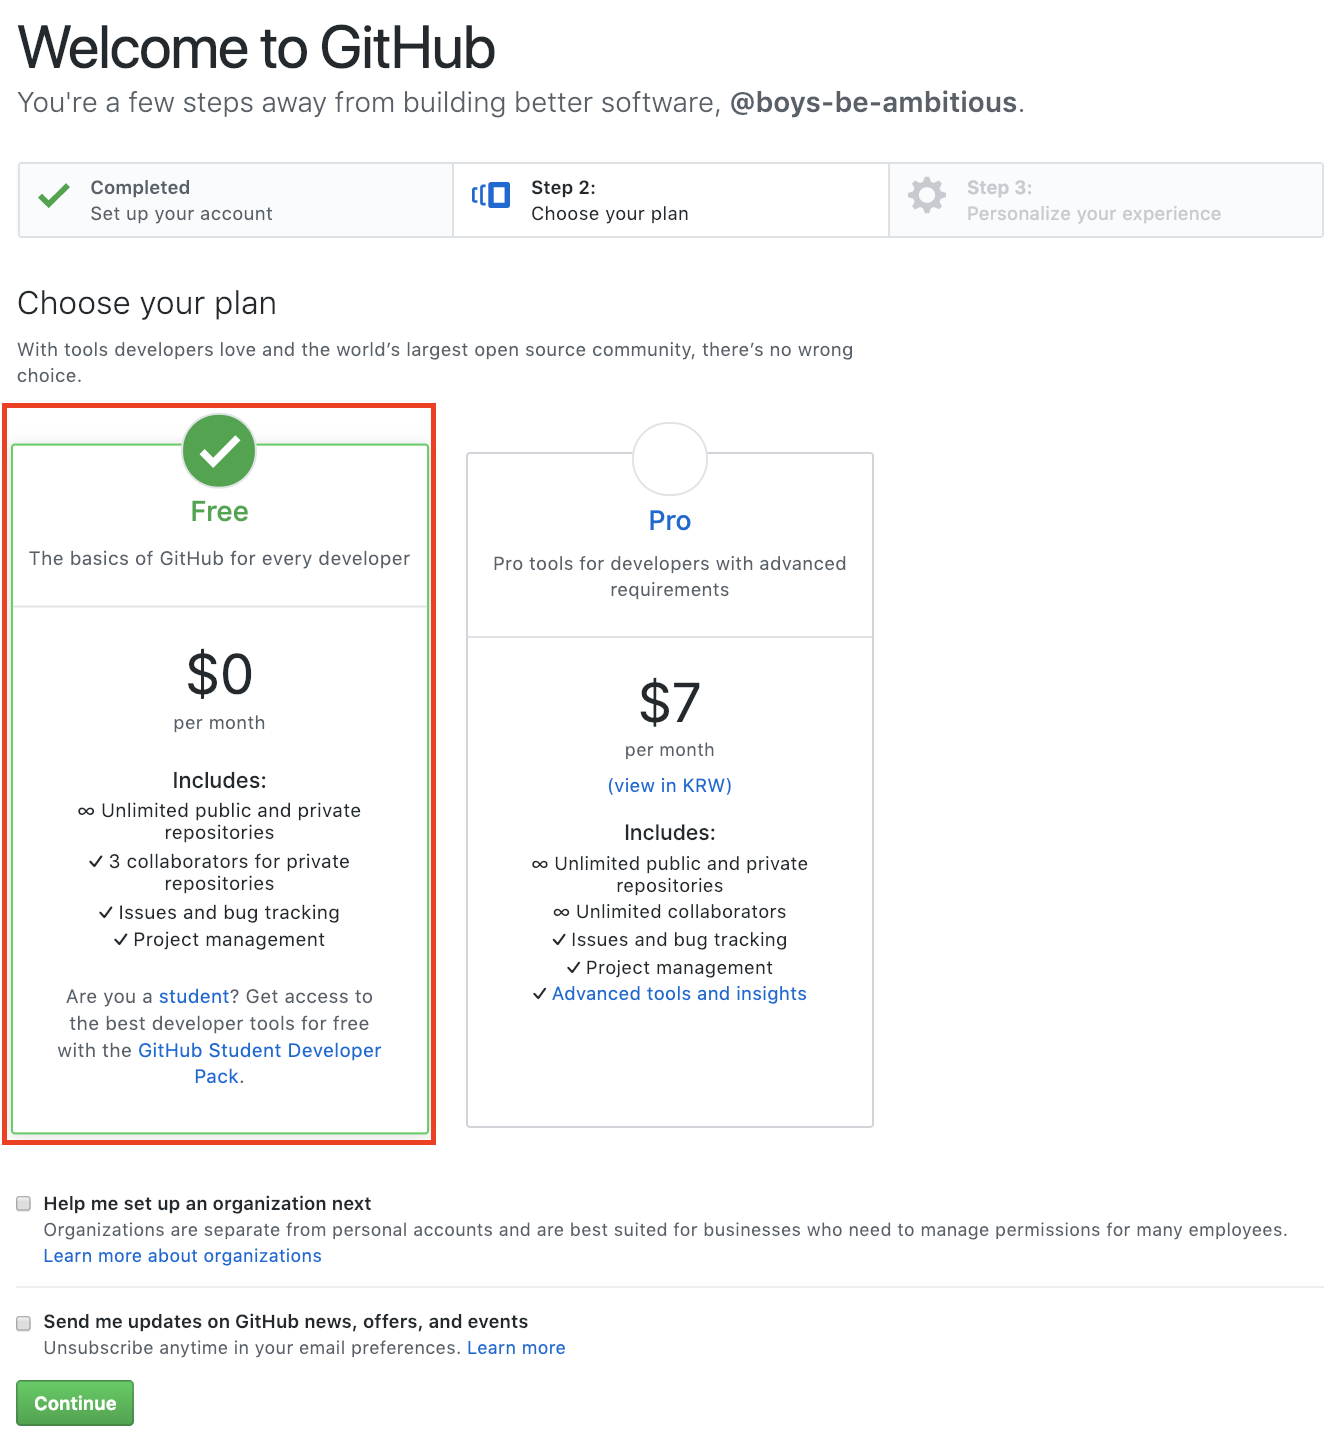 Welcome to GitHub
You're a few steps away from building better software, @boys-be-ambitious.
Completed
Set up your account
Step 2:
Choose your plan
Step 3:
Personalize your experience
Choose your plan
With tools developers love and the world's largest open source community, there's no wrong
choice.
Free
The basics of GitHub for every developer
$0
per month
Includes:
∞ Unlimited public and private
repositories
✓ 3 collaborators for private
repositories
✓ Issues and bug tracking
✓ Project management
Are you a student? Get access to
the best developer tools for free
with the GitHub Student Developer
Pack.
Pro
Pro tools for developers with advanced
requirements
$7
per month
(view in KRW)
Includes:
∞ Unlimited public and private
repositories
∞ Unlimited collaborators
✓ Issues and bug tracking
✓ Project management
✓ Advanced tools and insights
Help me set up an organization next
Organizations are separate from personal accounts and are best suited for businesses who need to manage permissions for many employees.
Learn more about organizations
Send me updates on GitHub news, offers, and events
Unsubscribe anytime in your email preferences. Learn more
Continue